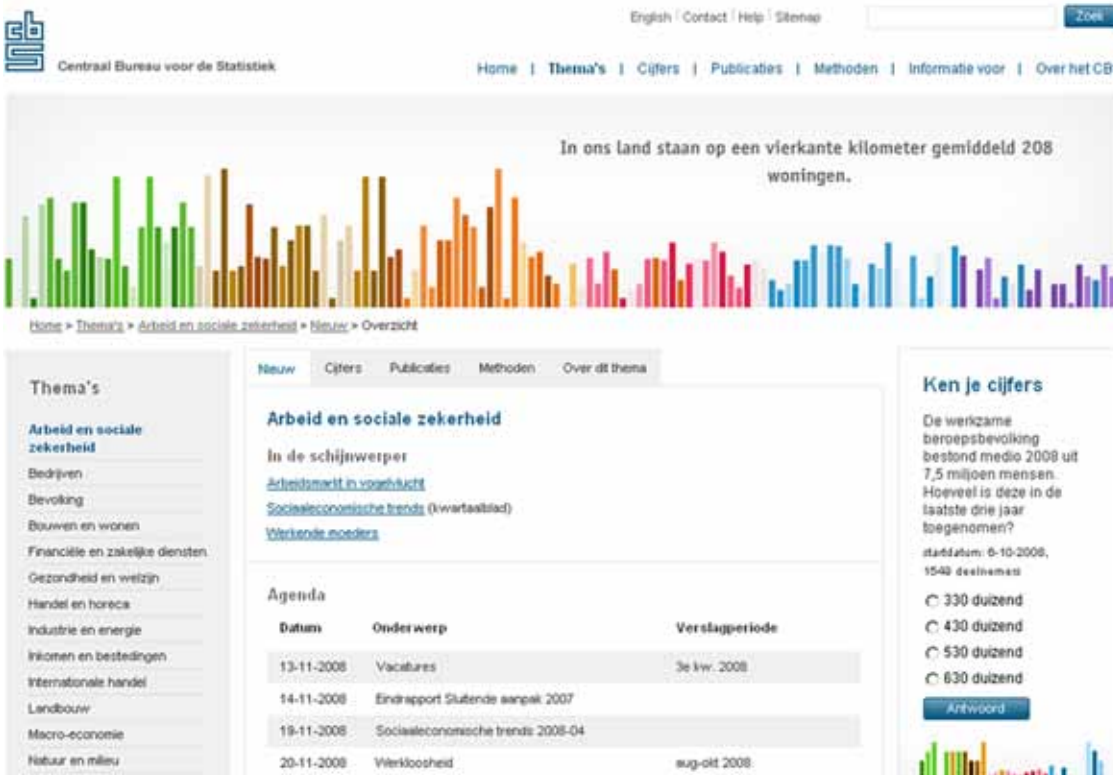 English | Contact | Help | Sitemap
Zoek
cbs
Centraal Bureau voor de Statistiek
Home | Thema's | Cijfers | Publicaties | Methoden | Informatie voor | Over het CB
In ons land staan op een vierkante kilometer gemiddeld 208
woningen.
Home > Thema's > Arbeid en sociale zekerheid > Nieuw > Overzicht
Thema's
Arbeid en sociale
zekerheid
Bedrijven
Bevolking
Bouwen en wonen
Financiële en zakelijke diensten
Gezondheid en welzijn
Handel en horeca
Industrie en energie
Inkomen en bestedingen
Internationale handel
Landbouw
Macro-economie
Natuur en milieu
Nieuw Cijfers Publicaties Methoden Over dit thema
Arbeid en sociale zekerheid
In de schijnwerper
Arbeidsmarkt in vogelvlucht
Sociaaleconomische trends (kwartaalblad)
Werkende moeders
Agenda
Datum Onderwerp Verslagperiode
13-11-2008 Vacatures 3e kw. 2008
14-11-2008 Eindrapport Sluitende aanpak 2007
19-11-2008 Sociaaleconomische trends 2008-04
20-11-2008 Werkloosheid aug-okt 2008
Ken je cijfers
De werkzame
beroepsbevolking
bestond medio 2008 uit
7,5 miljoen mensen.
Hoeveel is deze in de
laatste drie jaar
toegenomen?
startdatum: 6-10-2008,
1549 deelnemers
330 duizend
430 duizend
530 duizend
630 duizend
Antwoord